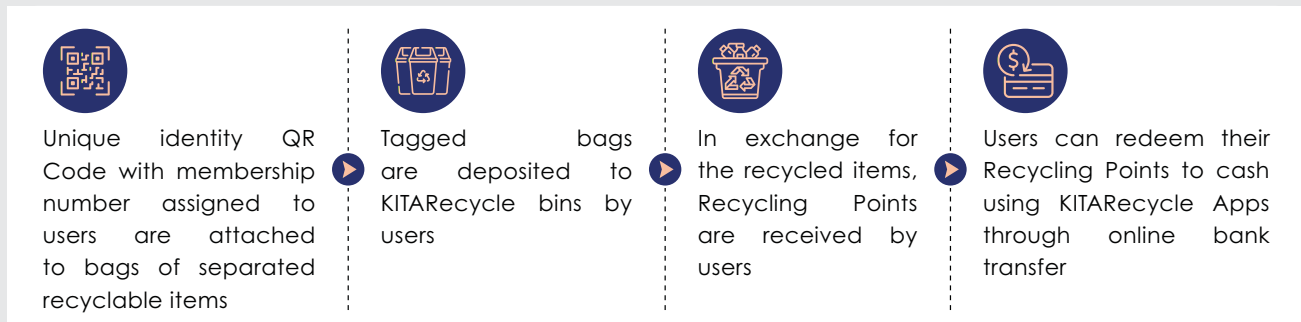 Unique identity QR
Code with membership
number assigned to
users are attached
to bags of separated
recyclable items
Tagged bags
are deposited to
KITARecycle bins by
users
In exchange for
the recycled items,
Recycling Points
are received by
users
Users can redeem their
Recycling Points to cash
using KITARecycle Apps
through online bank
transfer